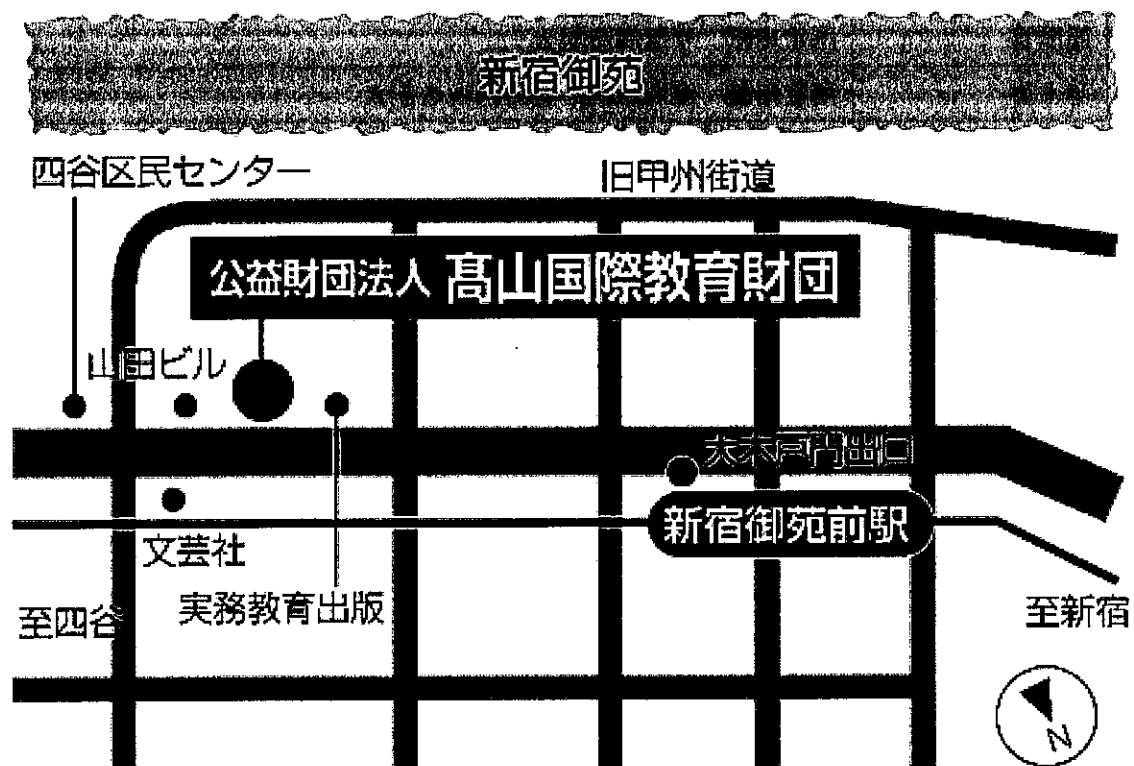 新宿御苑
四谷区民センター
旧甲州街道
公益財団法人 髙山国際教育財団
山田ビル
大木戸門出口
新宿御苑前駅
文芸社
実務教育出版
至四谷
至新宿
N